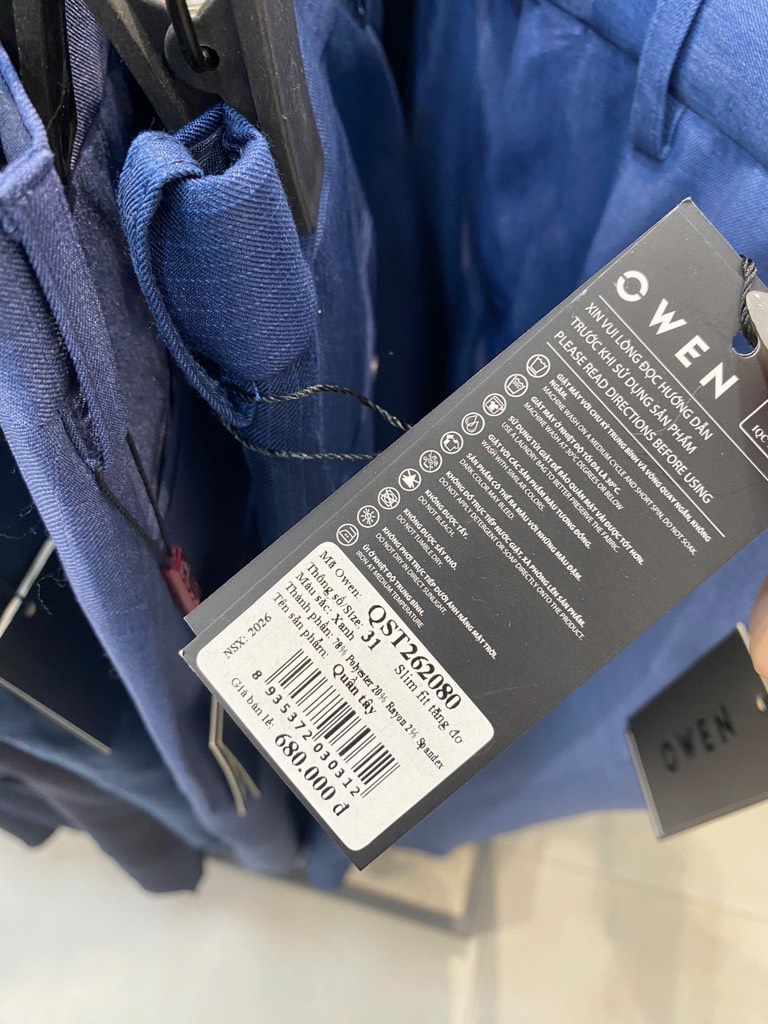 OWEN
XIN VUI LÒNG ĐỌC HƯỚNG DẪN
TRƯỚC KHI SỬ DỤNG SẢN PHẨM
PLEASE READ DIRECTIONS BEFORE USING
GIẶT MÁY VỚI CHU KỲ TRUNG BÌNH VÀ VÒNG QUAY NGẮN KHÔNG
NGÂM.
MACHINE WASH ON A MEDIUM CYCLE AND SHORT SPIN, DO NOT SOAK.
GIẶT MÁY Ở NHIỆT ĐỘ TỐI ĐA LÀ 30°C.
MACHINE WASH AT 30°C DEGREES OR BELOW
SỬ DỤNG TÚI GIẶT ĐỂ BẢO QUẢN MẶT VẢI ĐƯỢC TỐT HƠN.
USE A LAUNDRY BAG TO BETTER PRESERVE THE FABRIC.
GIẶT VỚI CÁC SẢN PHẨM MÀU TƯƠNG ĐỒNG.
WASH WITH SIMILAR COLORS.
SẢN PHẨM CÓ THỂ RA MÀU VỚI NHỮNG MÀU ĐẬM.
DARK COLOR MAY BLEED.
KHÔNG ĐỔ TRỰC TIẾP NƯỚC GIẶT, XÀ PHÒNG LÊN SẢN PHẨM.
DO NOT APPLY DETERGENT OR SOAP DIRECTLY ONTO THE PRODUCT.
KHÔNG ĐƯỢC TẨY.
DO NOT BLEACH.
KHÔNG ĐƯỢC SẤY KHÔ.
DO NOT TUMBLE DRY.
KHÔNG PHƠI TRỰC TIẾP DƯỚI ÁNH NẮNG MẶT TRỜI.
DO NOT DRY IN DIRECT SUNLIGHT.
ỦI Ở NHIỆT ĐỘ TRUNG BÌNH.
IRON AT MEDIUM TEMPERATURE
Mã Owen: QST262080
Thông số/Size: 31 Slim fit tăng đơ
Màu sắc: Xanh
Thành phần: 78% Polyester 20% Rayon 2% Spandex
Tên sản phẩm: Quần tây
NSX: 2026
8 935372 030312
Giá bán lẻ: 680.000 đ
OWEN